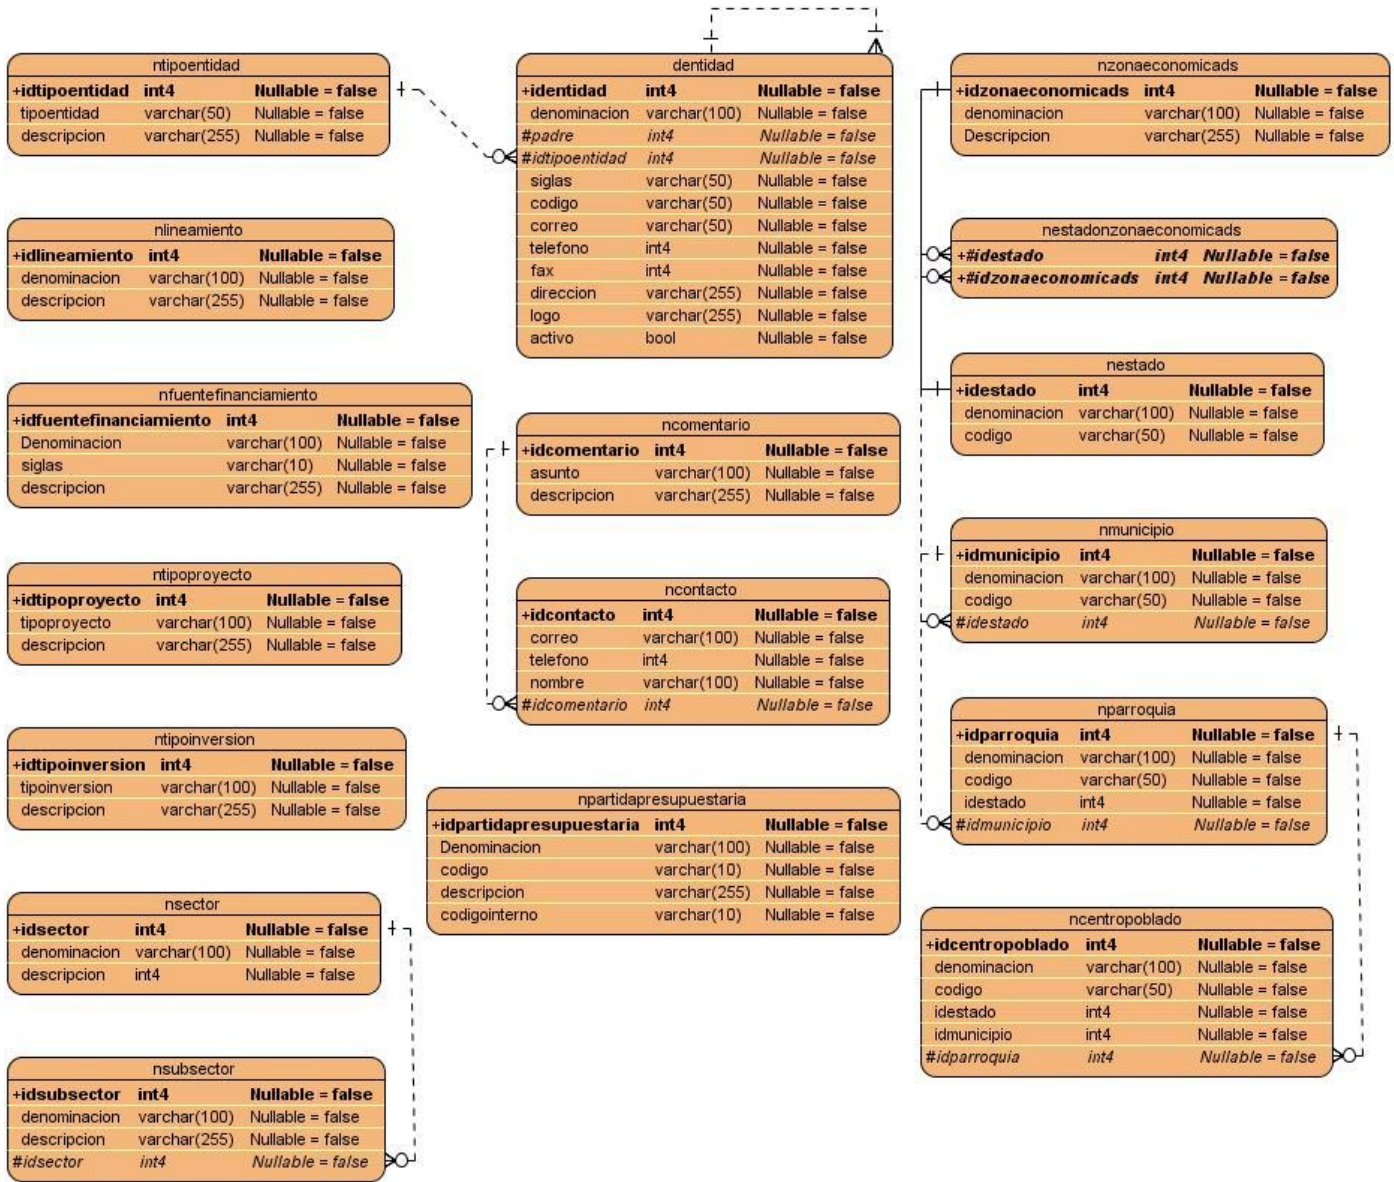 ntipoentidad
+idtipoentidad int4 Nullable = false
tipoentidad varchar(50) Nullable = false
descripcion varchar(255) Nullable = false
nlineamiento
+idlineamiento int4 Nullable = false
denominacion varchar(100) Nullable = false
descripcion varchar(255) Nullable = false
nfuentefinanciamiento
+idfuentefinanciamiento int4 Nullable = false
Denominacion varchar(100) Nullable = false
siglas varchar(10) Nullable = false
descripcion varchar(255) Nullable = false
ntipoproyecto
+idtipoproyecto int4 Nullable = false
tipoproyecto varchar(100) Nullable = false
descripcion varchar(255) Nullable = false
ntipoinversion
+idtipoinversion int4 Nullable = false
tipoinversion varchar(100) Nullable = false
descripcion varchar(255) Nullable = false
nsector
+idsector int4 Nullable = false
denominacion varchar(100) Nullable = false
descripcion int4 Nullable = false
nsubsector
+idsubsector int4 Nullable = false
denominacion varchar(100) Nullable = false
descripcion varchar(255) Nullable = false
#idsector int4 Nullable = false
dentidad
+identidad int4 Nullable = false
denominacion varchar(100) Nullable = false
#padre int4 Nullable = false
#idtipoentidad int4 Nullable = false
siglas varchar(50) Nullable = false
codigo varchar(50) Nullable = false
correo varchar(50) Nullable = false
telefono int4 Nullable = false
fax int4 Nullable = false
direccion varchar(255) Nullable = false
logo varchar(255) Nullable = false
activo bool Nullable = false
ncomentario
+idcomentario int4 Nullable = false
asunto varchar(100) Nullable = false
descripcion varchar(255) Nullable = false
ncontacto
+idcontacto int4 Nullable = false
correo varchar(100) Nullable = false
telefono int4 Nullable = false
nombre varchar(100) Nullable = false
#idcomentario int4 Nullable = false
npartidapresupuestaria
+idpartidapresupuestaria int4 Nullable = false
Denominacion varchar(100) Nullable = false
codigo varchar(10) Nullable = false
descripcion varchar(255) Nullable = false
codigointerno varchar(10) Nullable = false
nzonaeconomicads
+idzonaeconomicads int4 Nullable = false
denominacion varchar(100) Nullable = false
Descripcion varchar(255) Nullable = false
nestadonzonaeconomicads
+#idestado int4 Nullable = false
+#idzonaeconomicads int4 Nullable = false
nestado
+idestado int4 Nullable = false
denominacion varchar(100) Nullable = false
codigo varchar(50) Nullable = false
nmunicipio
+idmunicipio int4 Nullable = false
denominacion varchar(100) Nullable = false
codigo varchar(50) Nullable = false
#idestado int4 Nullable = false
nparroquia
+idparroquia int4 Nullable = false
denominacion varchar(100) Nullable = false
codigo varchar(50) Nullable = false
idestado int4 Nullable = false
#idmunicipio int4 Nullable = false
ncentropoblado
+idcentropoblado int4 Nullable = false
denominacion varchar(100) Nullable = false
codigo varchar(50) Nullable = false
idestado int4 Nullable = false
idmunicipio int4 Nullable = false
#idparroquia int4 Nullable = false